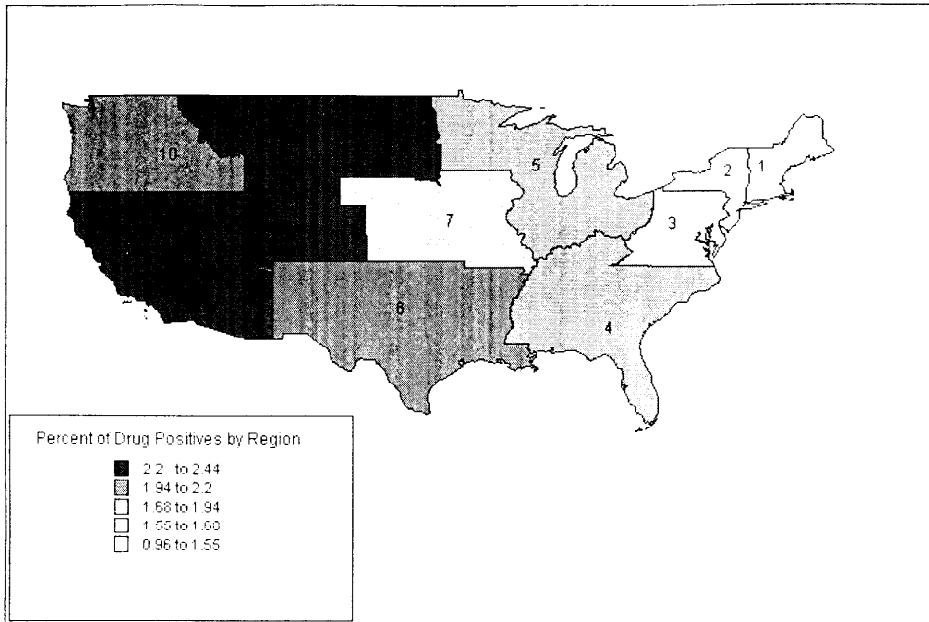 10
5
2
1
7
3
6
4
Percent of Drug Positives by Region
2.2 to 2.44
1.94 to 2.2
1.68 to 1.94
1.55 to
0.96 to 1.55